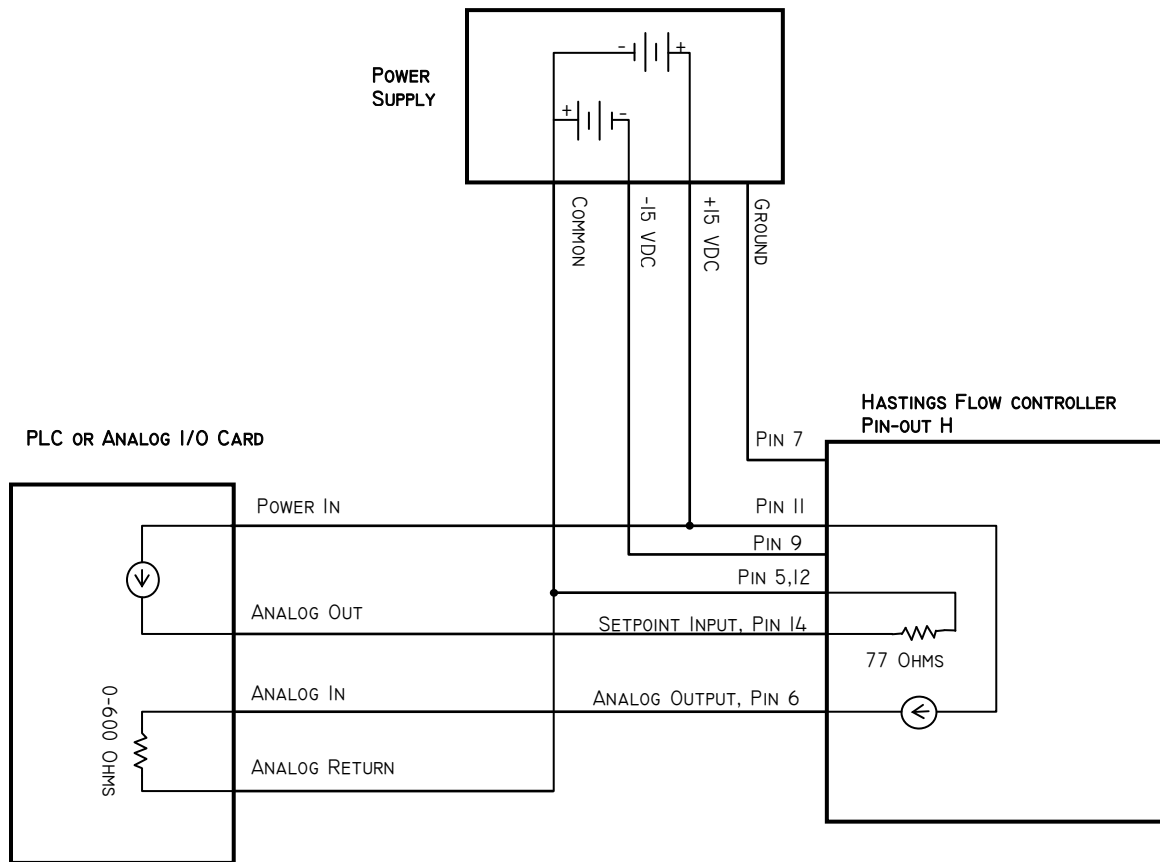 POWER
SUPPLY
-
+
+
-
COMMON
-15 VDC
+15 VDC
GROUND
HASTINGS FLOW CONTROLLER
PIN-OUT H
PLC OR ANALOG I/O CARD
PIN 7
POWER IN
PIN 11
PIN 9
PIN 5,12
ANALOG OUT
SETPOINT INPUT, PIN 14
77 OHMS
ANALOG IN
ANALOG OUTPUT, PIN 6
0-600 OHMS
ANALOG RETURN